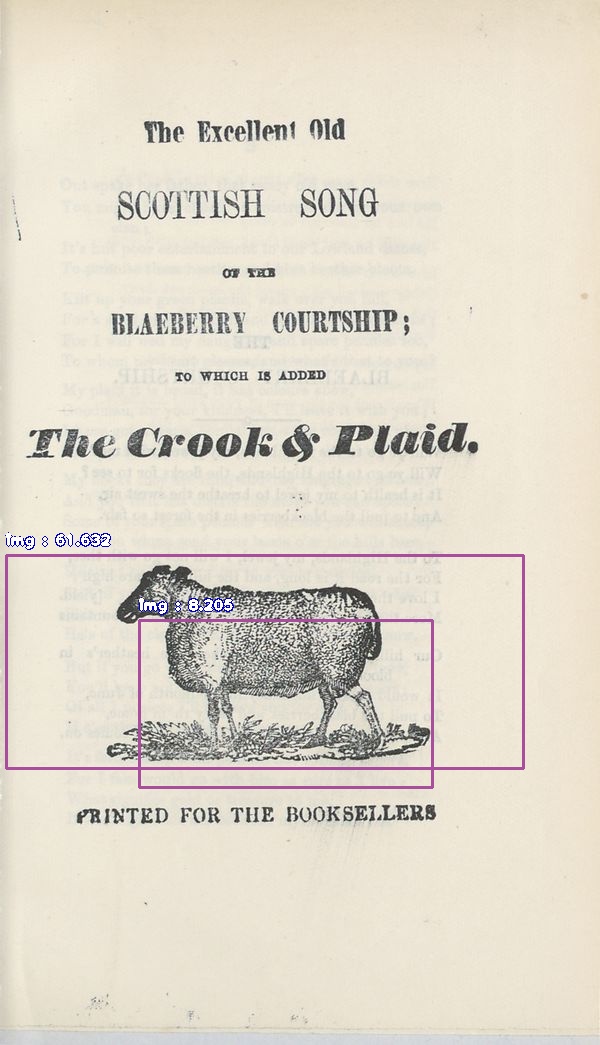 The Excellent Old
SCOTTISH SONG
OF THE
BLAEBERRY COURTSHIP;
TO WHICH IS ADDED
The Crook & Plaid.
Img : 61.632
Img : 8.205
PRINTED FOR THE BOOKSELLERS